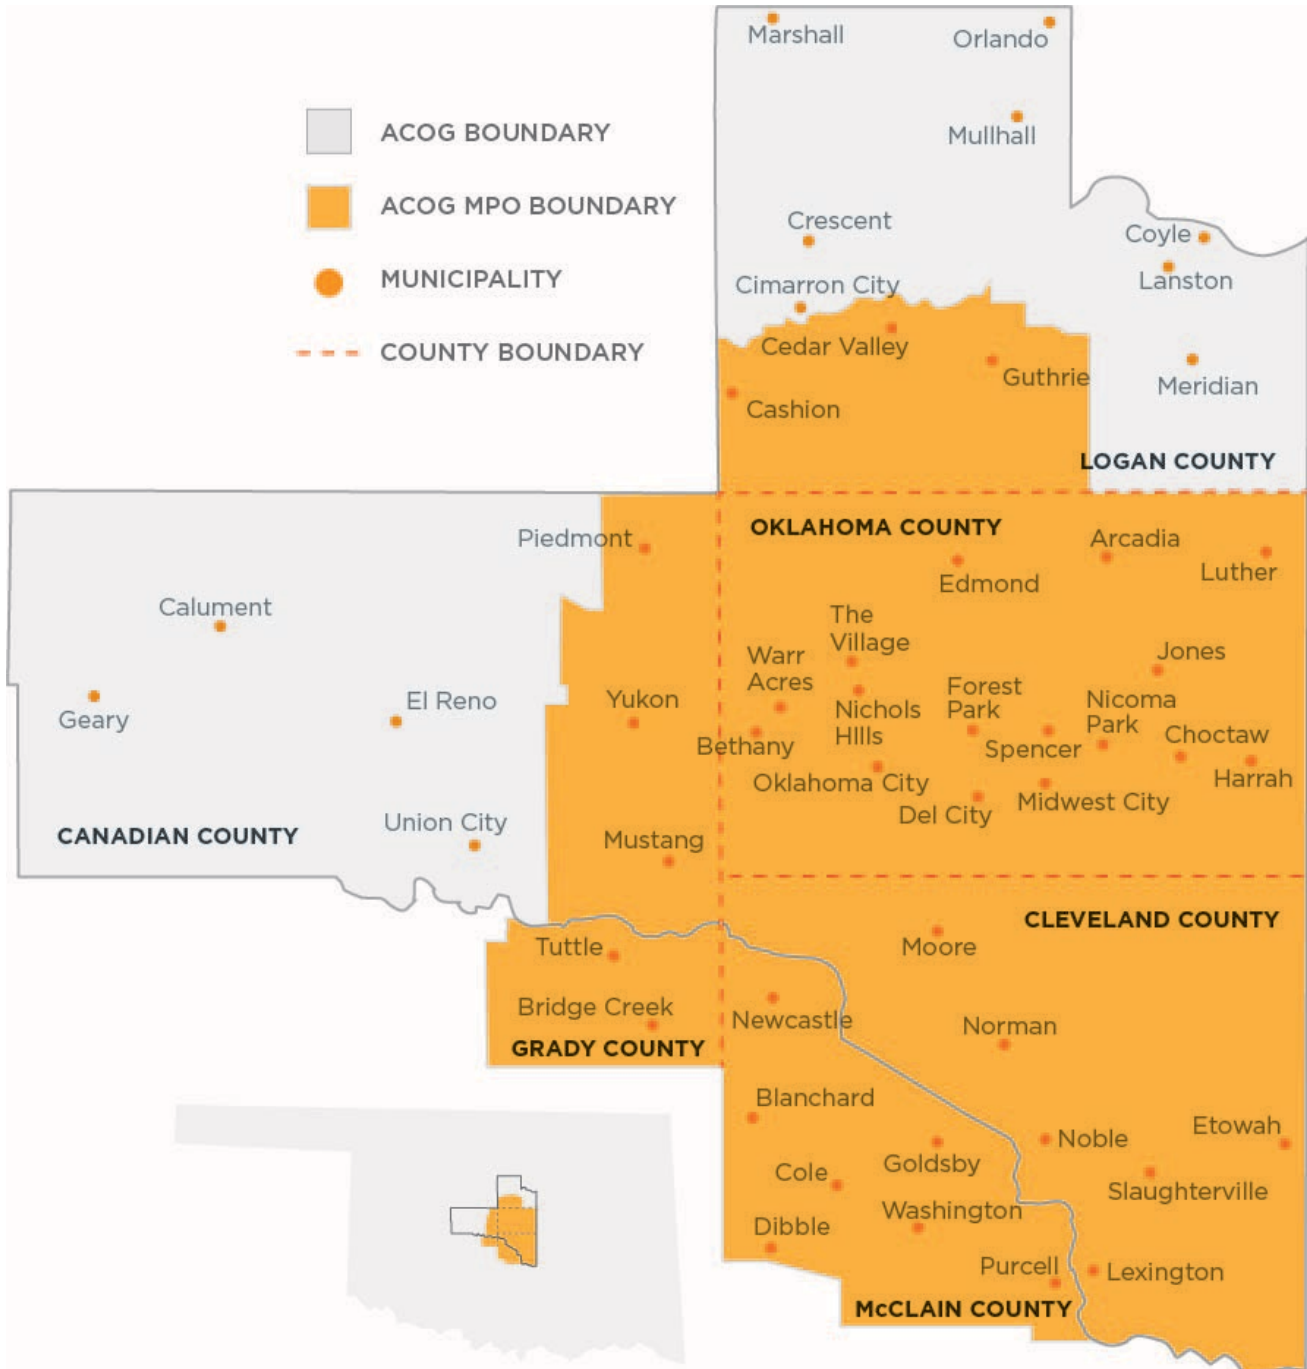 Marshall
Orlando
Mullhall
ACOG BOUNDARY
ACOG MPO BOUNDARY
MUNICIPALITY
COUNTY BOUNDARY
Crescent
Coyle
Lanston
Cimarron City
Cedar Valley
Guthrie
Meridian
Cashion
LOGAN COUNTY
OKLAHOMA COUNTY
Piedmont
Arcadia
Edmond
Luther
Calument
The
Village
Warr
Acres
Jones
Geary
El Reno
Yukon
Nichols
HIlls
Forest
Park
Nicoma
Park
Bethany
Spencer
Choctaw
Oklahoma City
Harrah
Del City
Midwest City
CANADIAN COUNTY
Union City
Mustang
CLEVELAND COUNTY
Tuttle
Moore
Bridge Creek
Newcastle
Norman
GRADY COUNTY
Blanchard
Noble
Etowah
Goldsby
Cole
Slaughterville
Washington
Dibble
Purcell
Lexington
McCLAIN COUNTY